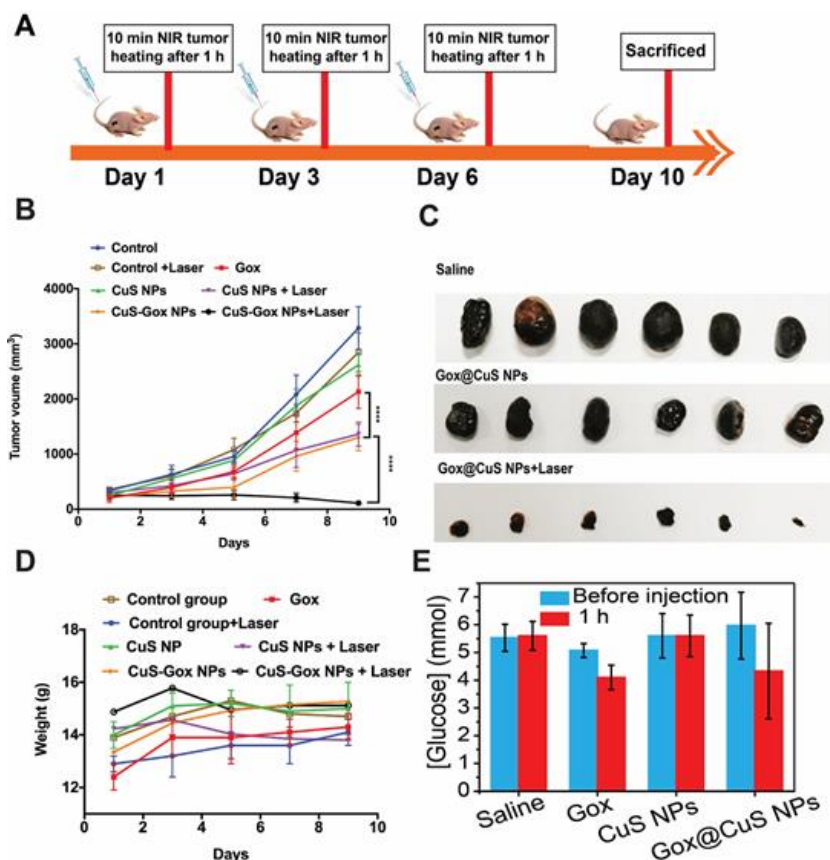 A
10 min NIR tumor
heating after 1 h
10 min NIR tumor
heating after 1 h
10 min NIR tumor
heating after 1 h
Sacrificed
Day 1
Day 3
Day 6
Day 10
B
Control
Control +Laser
Gox
CuS NPs
CuS NPs + Laser
CuS-Gox NPs
CuS-Gox NPs+Laser
Tumor voume (mm³)
4000
3000
2000
1000
0
0
2
4
6
8
10
Days
****
****
C
Saline
Gox@CuS NPs
Gox@CuS NPs+Laser
D
Control group
Gox
Control group+Laser
CuS NP
CuS NPs + Laser
CuS-Gox NPs
CuS-Gox NPs + Laser
Weight (g)
18
16
14
12
0
2
4
6
8
10
Days
E
Before injection
1 h
[Glucose] (mmol)
7
6
5
4
3
2
1
0
Saline
Gox
CuS NPs
Gox@CuS NPs